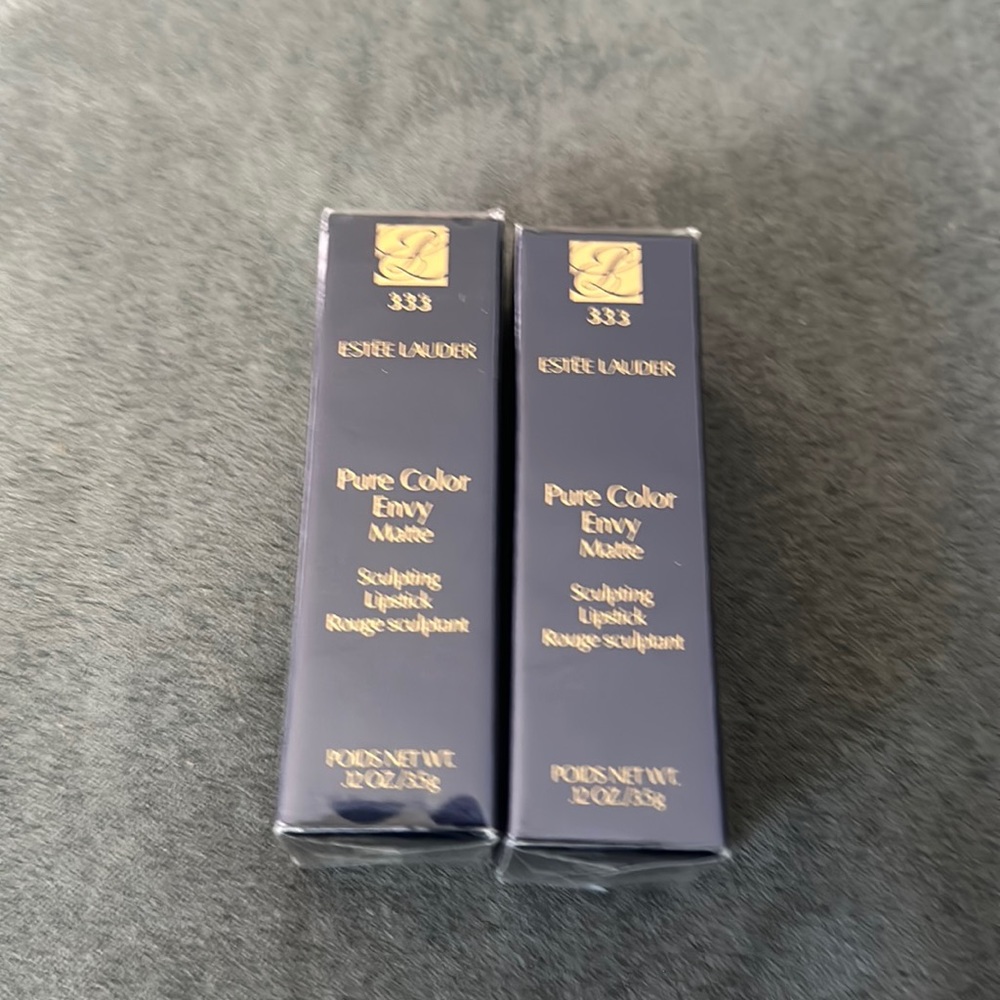 333
ESTĒE LAUDER
Pure Color
Envy
Matte
Sculpting
Lipstick
Rouge sculptant
POIDS NET WT.
.12 OZ./3.5g
333
ESTĒE LAUDER
Pure Color
Envy
Matte
Sculpting
Lipstick
Rouge sculptant
POIDS NET WT.
.12 OZ./3.5g